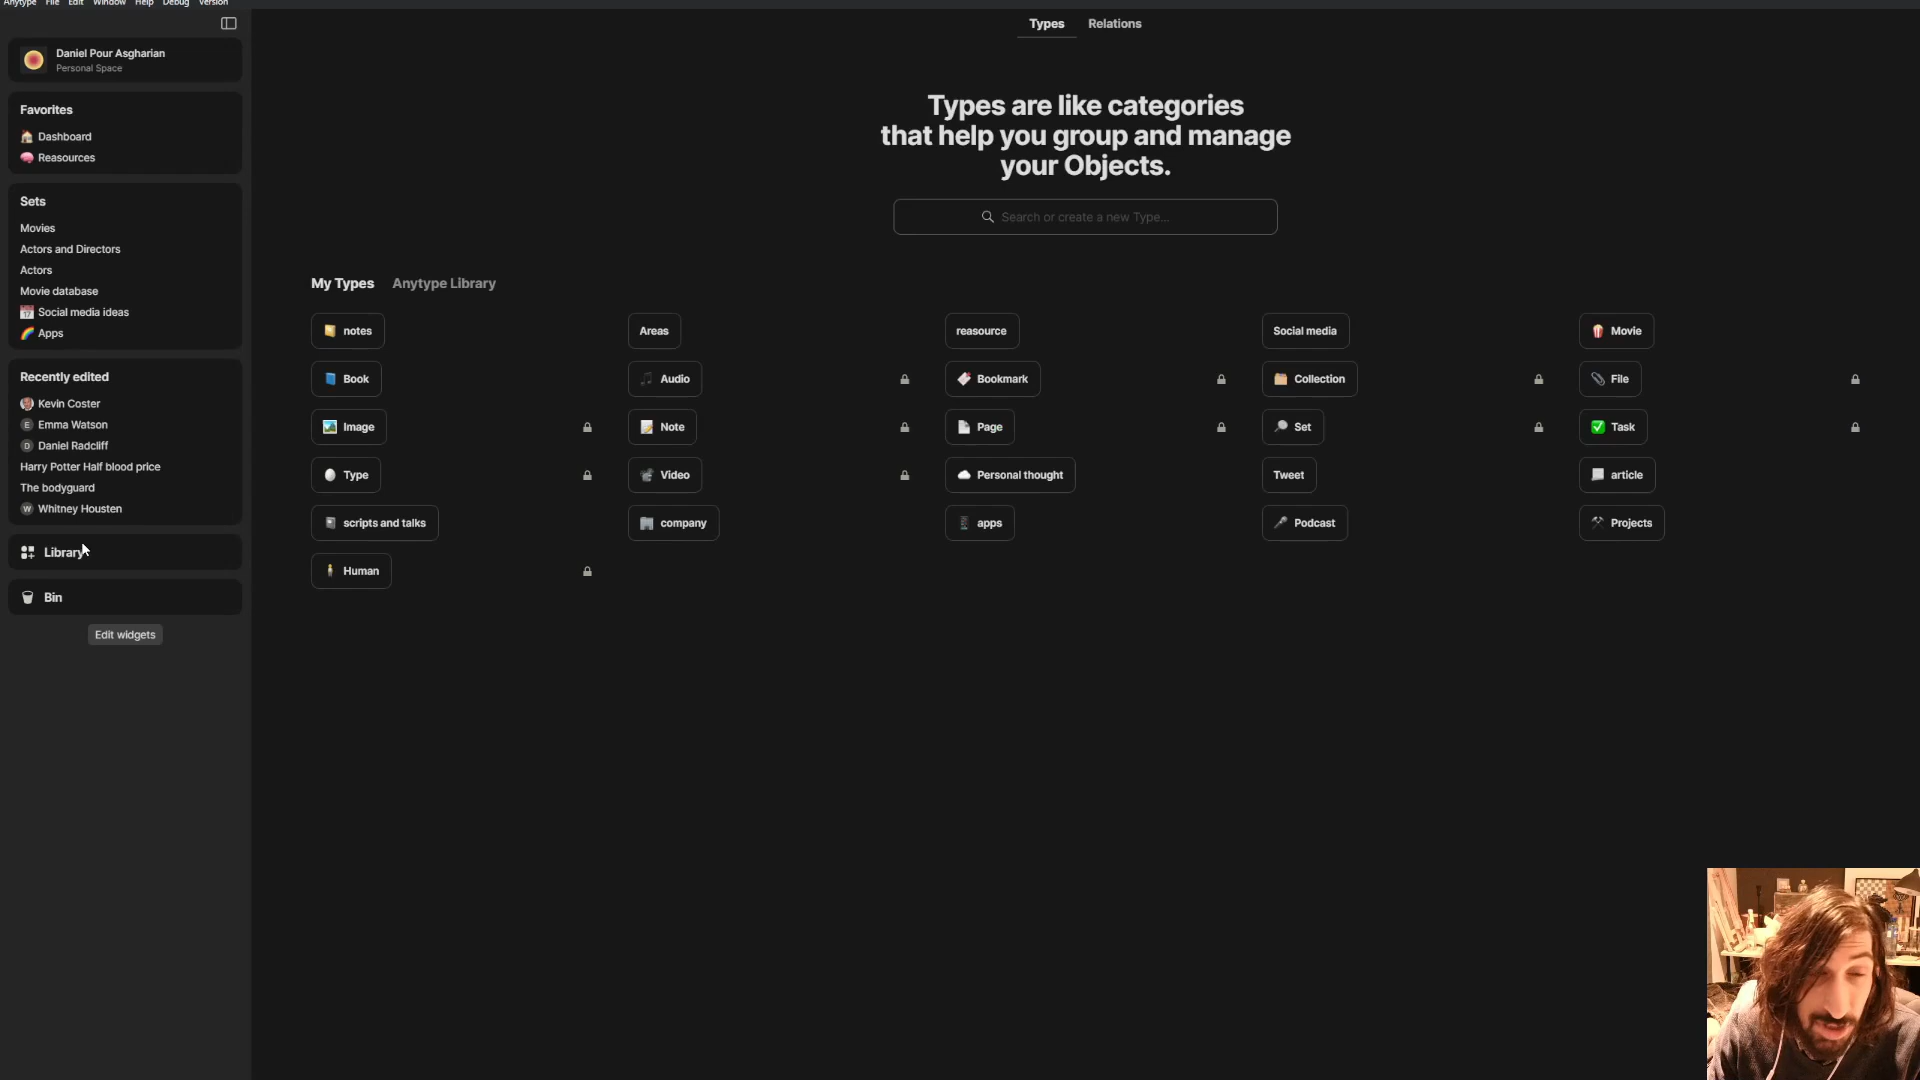 Anytype File Edit Window Help Debug Version
Daniel Pour Asgharian
Personal Space
Favorites
Dashboard
Reasources
Sets
Movies
Actors and Directors
Actors
Movie database
Social media ideas
Apps
Recently edited
Kevin Coster
E Emma Watson
D Daniel Radcliff
Harry Potter Half blood price
The bodyguard
W Whitney Housten
Library
Bin
Edit widgets
Types Relations
Types are like categories
that help you group and manage
your Objects.
Search or create a new Type...
My Types Anytype Library
notes Areas reasource Social media Movie
Book Audio Bookmark Collection File
Image Note Page Set Task
Type Video Personal thought Tweet article
scripts and talks company apps Podcast Projects
Human